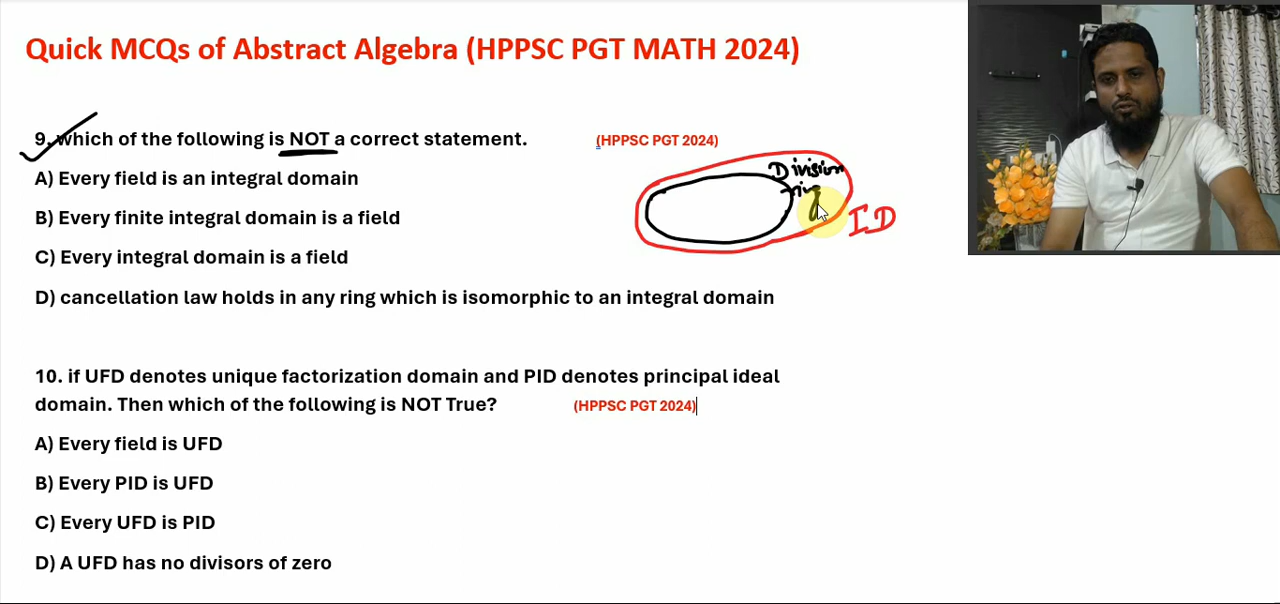 Quick MCQs of Abstract Algebra (HPPSC PGT MATH 2024)
9. which of the following is NOT a correct statement. (HPPSC PGT 2024)
Division
ring
ID
A) Every field is an integral domain
B) Every finite integral domain is a field
C) Every integral domain is a field
D) cancellation law holds in any ring which is isomorphic to an integral domain
10. if UFD denotes unique factorization domain and PID denotes principal ideal
domain. Then which of the following is NOT True? (HPPSC PGT 2024)
A) Every field is UFD
B) Every PID is UFD
C) Every UFD is PID
D) A UFD has no divisors of zero